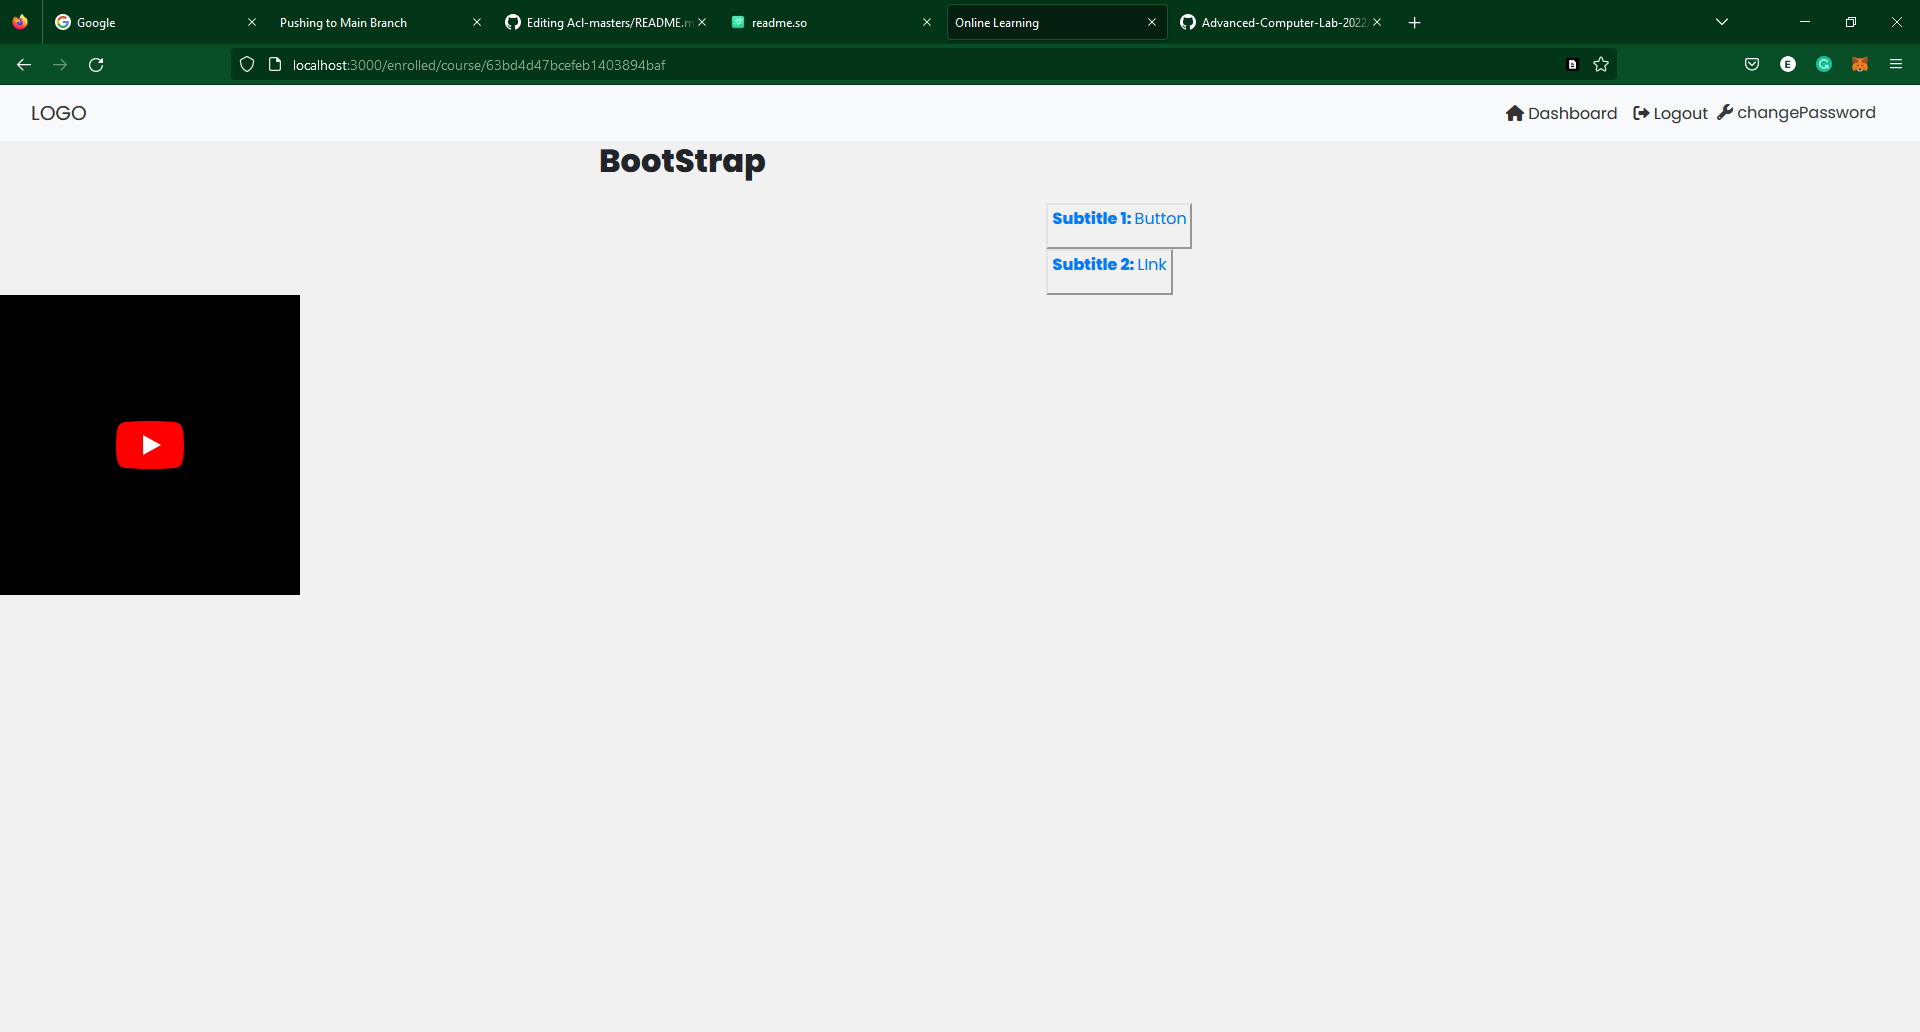 Google
Pushing to Main Branch
Editing Acl-masters/README.m
readme.so
Online Learning
Advanced-Computer-Lab-2022
localhost:3000/enrolled/course/63bd4d47bcefeb1403894baf
E
LOGO
Dashboard
Logout
changePassword
BootStrap
Subtitle 1: Button
Subtitle 2: LInk